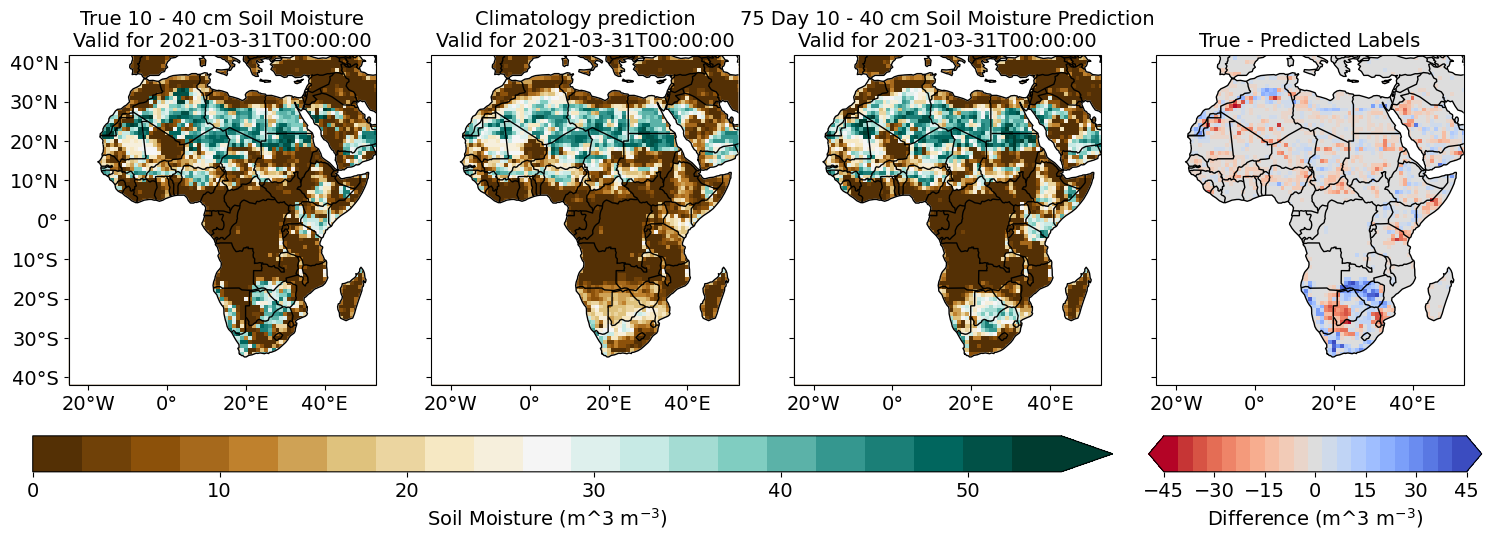 True 10 - 40 cm Soil Moisture
Valid for 2021-03-31T00:00:00
Climatology prediction
Valid for 2021-03-31T00:00:00
75 Day 10 - 40 cm Soil Moisture Prediction
Valid for 2021-03-31T00:00:00
True - Predicted Labels
40°N
30°N
20°N
10°N
0°
10°S
20°S
30°S
40°S
20°W 0° 20°E 40°E
20°W 0° 20°E 40°E
20°W 0° 20°E 40°E
20°W 0° 20°E 40°E
0 10 20 30 40 50
Soil Moisture (m^3 m⁻³)
−45 −30 −15 0 15 30 45
Difference (m^3 m⁻³)